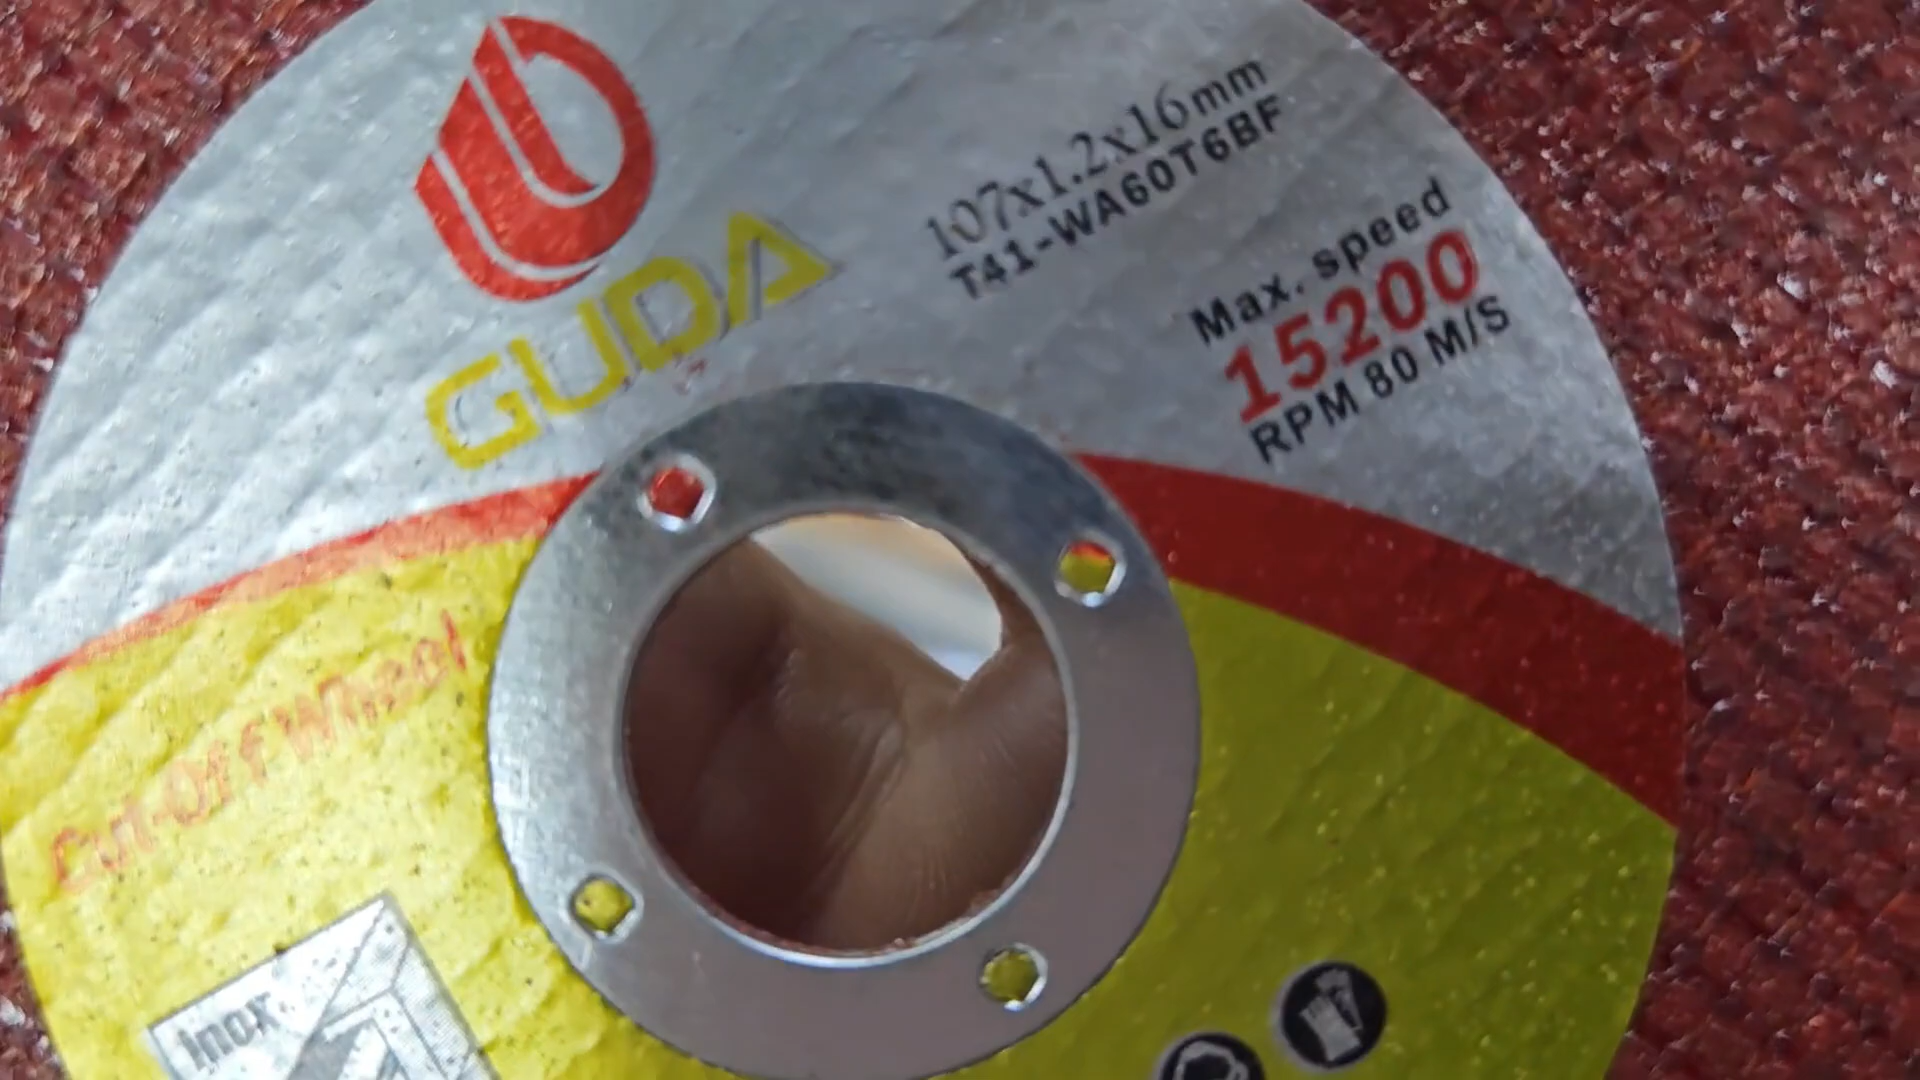 GUDA
107x1.2x16mm
T41-WA60T6BF
Max. speed
15200
RPM 80 M/S
Cut-Off Wheel
Inox